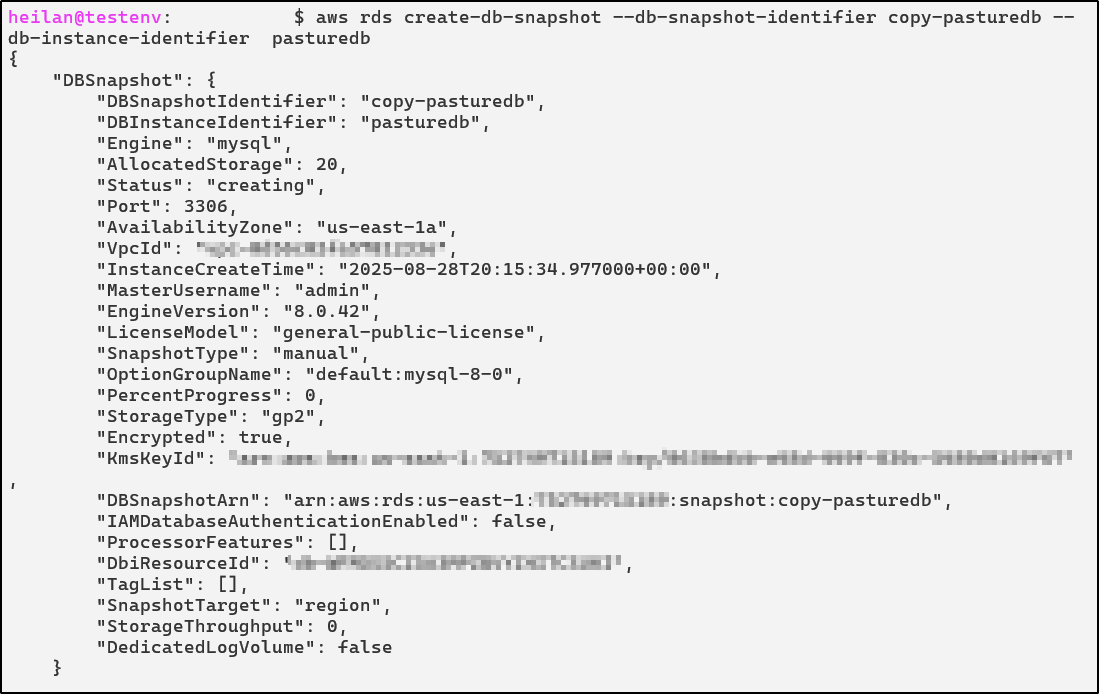 heilan@testenv:           $ aws rds create-db-snapshot --db-snapshot-identifier copy-pasturedb --
db-instance-identifier  pasturedb
{
    "DBSnapshot": {
        "DBSnapshotIdentifier": "copy-pasturedb",
        "DBInstanceIdentifier": "pasturedb",
        "Engine": "mysql",
        "AllocatedStorage": 20,
        "Status": "creating",
        "Port": 3306,
        "AvailabilityZone": "us-east-1a",
        "VpcId": "",
        "InstanceCreateTime": "2025-08-28T20:15:34.977000+00:00",
        "MasterUsername": "admin",
        "EngineVersion": "8.0.42",
        "LicenseModel": "general-public-license",
        "SnapshotType": "manual",
        "OptionGroupName": "default:mysql-8-0",
        "PercentProgress": 0,
        "StorageType": "gp2",
        "Encrypted": true,
        "KmsKeyId": "
,
        "DBSnapshotArn": "arn:aws:rds:us-east-1::snapshot:copy-pasturedb",
        "IAMDatabaseAuthenticationEnabled": false,
        "ProcessorFeatures": [],
        "DbiResourceId": "",
        "TagList": [],
        "SnapshotTarget": "region",
        "StorageThroughput": 0,
        "DedicatedLogVolume": false
    }